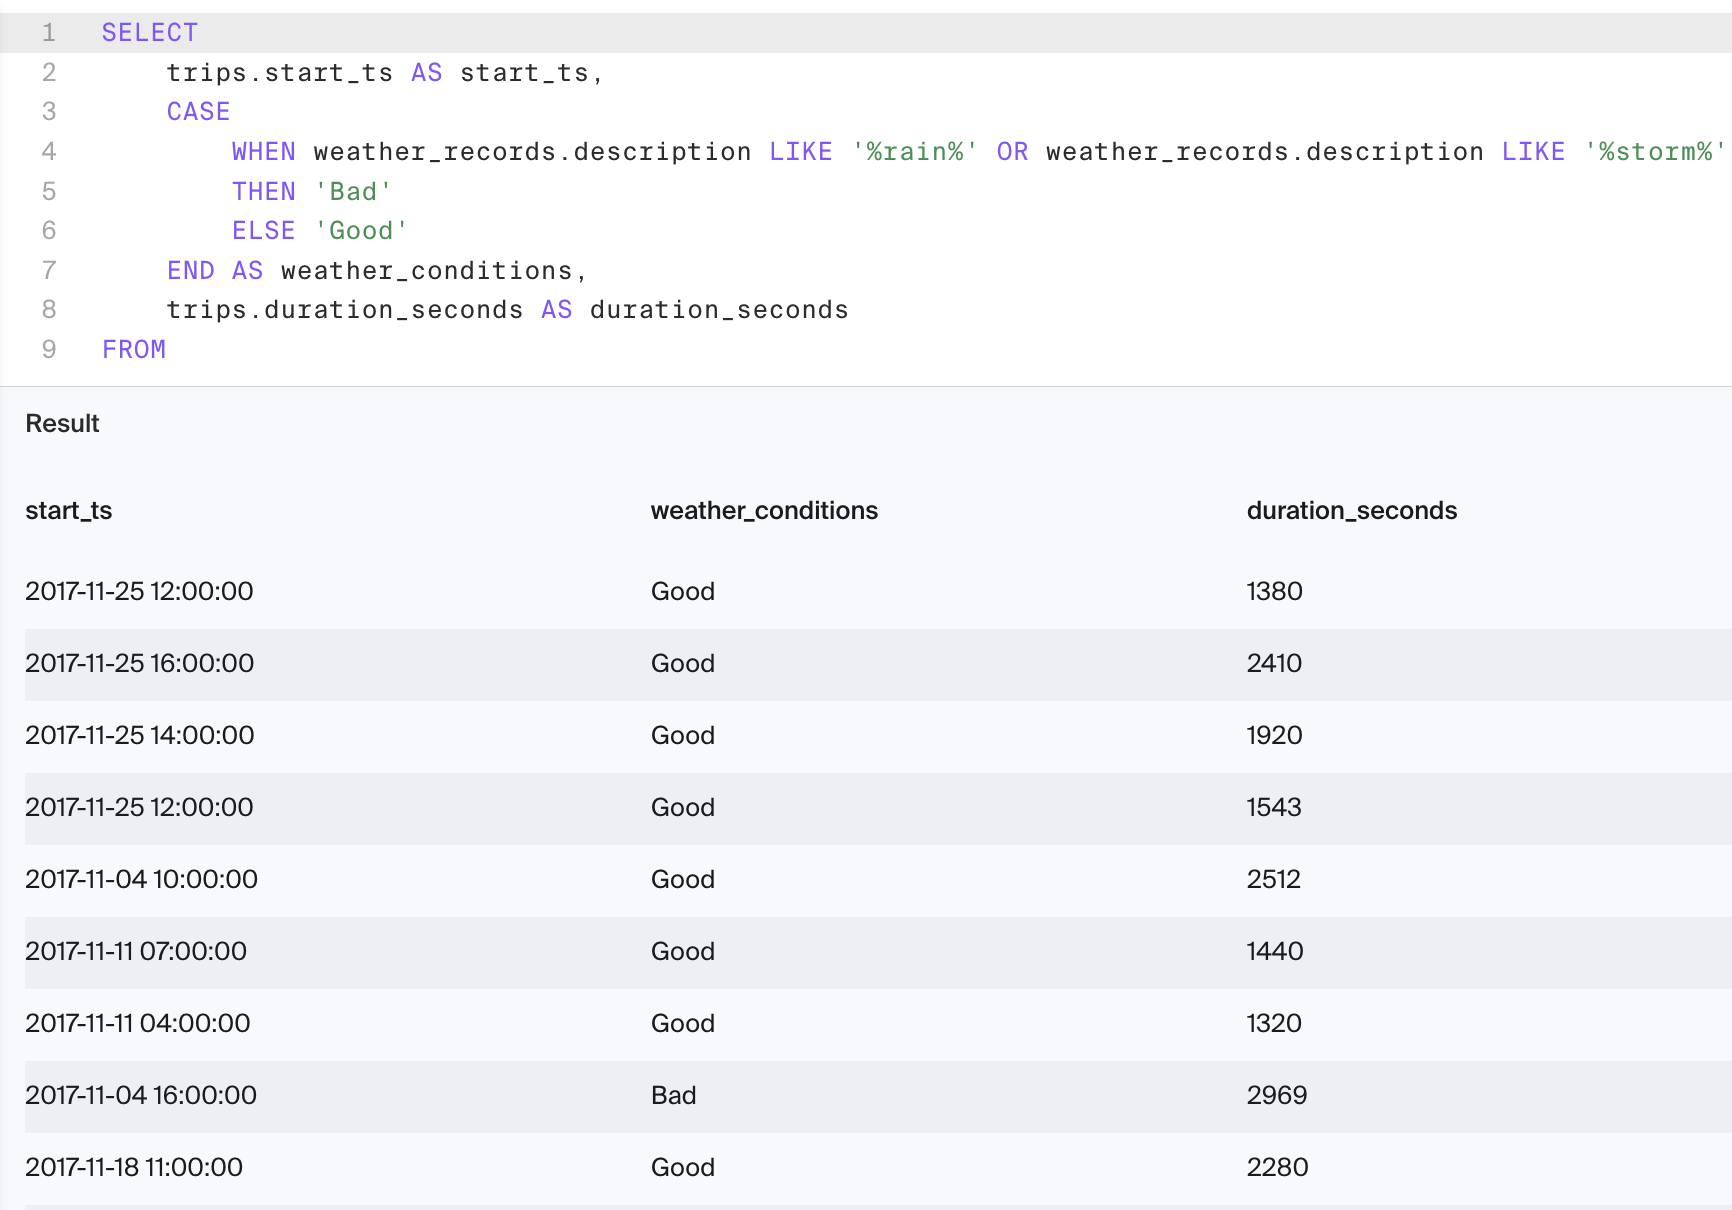 1 SELECT
2 trips.start_ts AS start_ts,
3 CASE
4 WHEN weather_records.description LIKE '%rain%' OR weather_records.description LIKE '%storm%'
5 THEN 'Bad'
6 ELSE 'Good'
7 END AS weather_conditions,
8 trips.duration_seconds AS duration_seconds
9 FROM
Result
start_ts weather_conditions duration_seconds
2017-11-25 12:00:00 Good 1380
2017-11-25 16:00:00 Good 2410
2017-11-25 14:00:00 Good 1920
2017-11-25 12:00:00 Good 1543
2017-11-04 10:00:00 Good 2512
2017-11-11 07:00:00 Good 1440
2017-11-11 04:00:00 Good 1320
2017-11-04 16:00:00 Bad 2969
2017-11-18 11:00:00 Good 2280